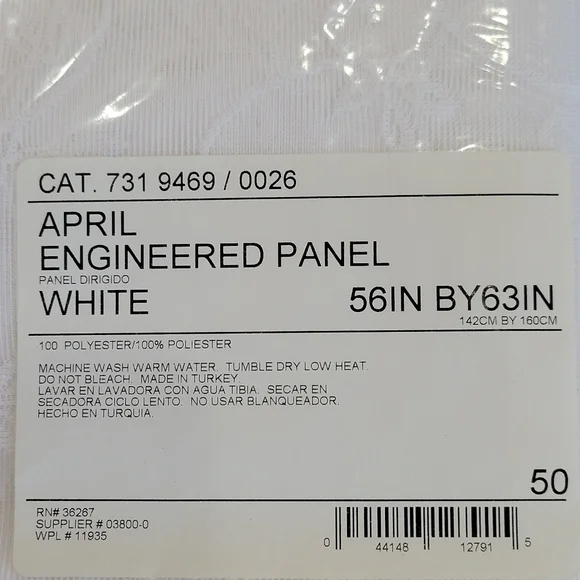 CAT. 731 9469 / 0026
APRIL
ENGINEERED PANEL
PANEL DIRIGIDO
WHITE 56IN BY63IN
142CM BY 160CM
100 POLYESTER/100% POLIESTER
MACHINE WASH WARM WATER. TUMBLE DRY LOW HEAT.
DO NOT BLEACH. MADE IN TURKEY
LAVAR EN LAVADORA CON AGUA TIBIA. SECAR EN
SECADORA CICLO LENTO. NO USAR BLANQUEADOR.
HECHO EN TURQUIA.
50
RN# 36267
SUPPLIER # 03800-0
WPL # 11935
0 44148 12791 5